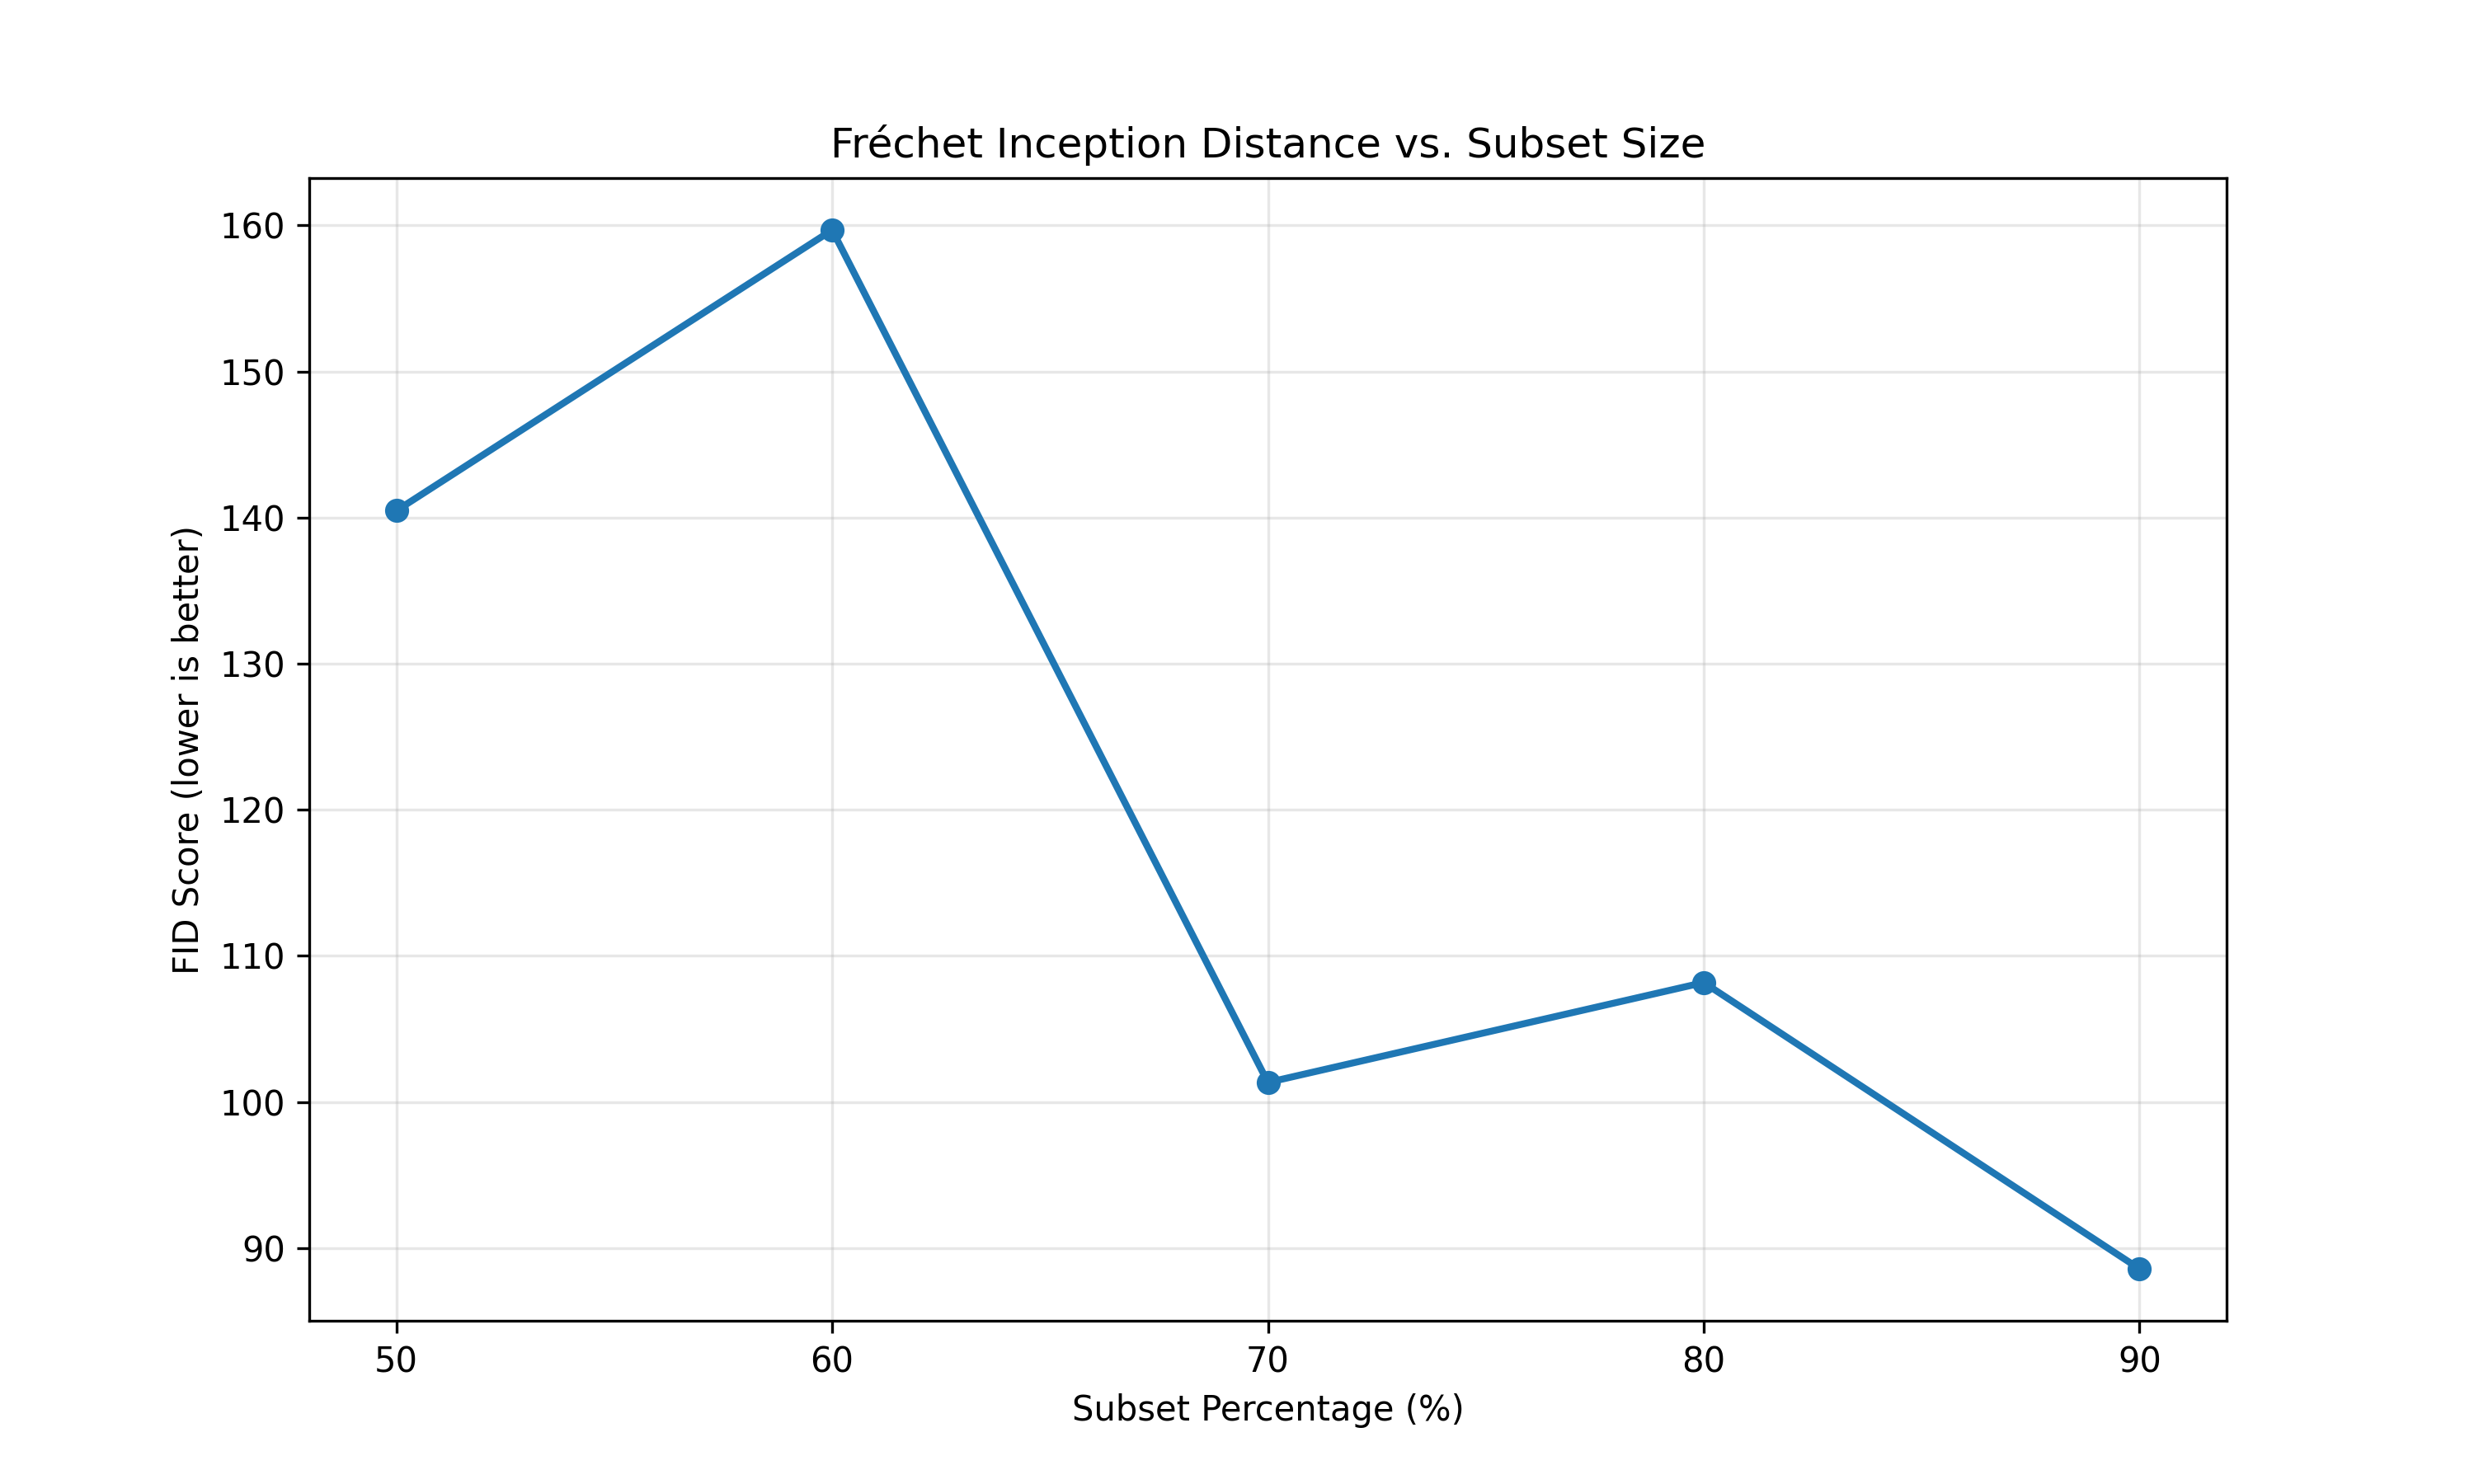 Fréchet Inception Distance vs. Subset Size
FID Score (lower is better)
160
150
140
130
120
110
100
90
50 60 70 80 90
Subset Percentage (%)